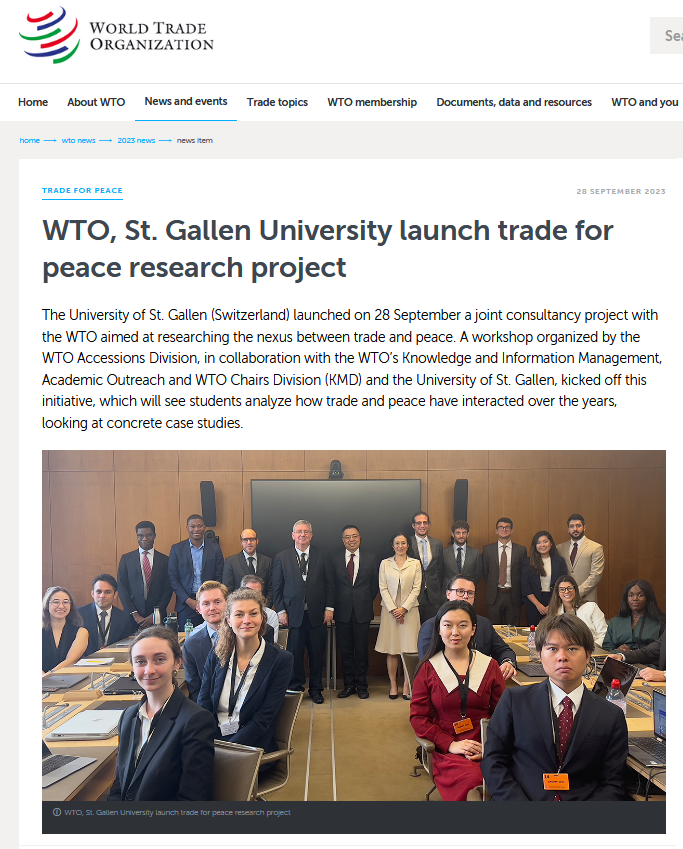 WORLD TRADE
ORGANIZATION
Sea
Home About WTO News and events Trade topics WTO membership Documents, data and resources WTO and you
home → wto news → 2023 news → news item
TRADE FOR PEACE
28 SEPTEMBER 2023
WTO, St. Gallen University launch trade for
peace research project
The University of St. Gallen (Switzerland) launched on 28 September a joint consultancy project with
the WTO aimed at researching the nexus between trade and peace. A workshop organized by the
WTO Accessions Division, in collaboration with the WTO’s Knowledge and Information Management,
Academic Outreach and WTO Chairs Division (KMD) and the University of St. Gallen, kicked off this
initiative, which will see students analyze how trade and peace have interacted over the years,
looking at concrete case studies.
WTO, St. Gallen University launch trade for peace research project